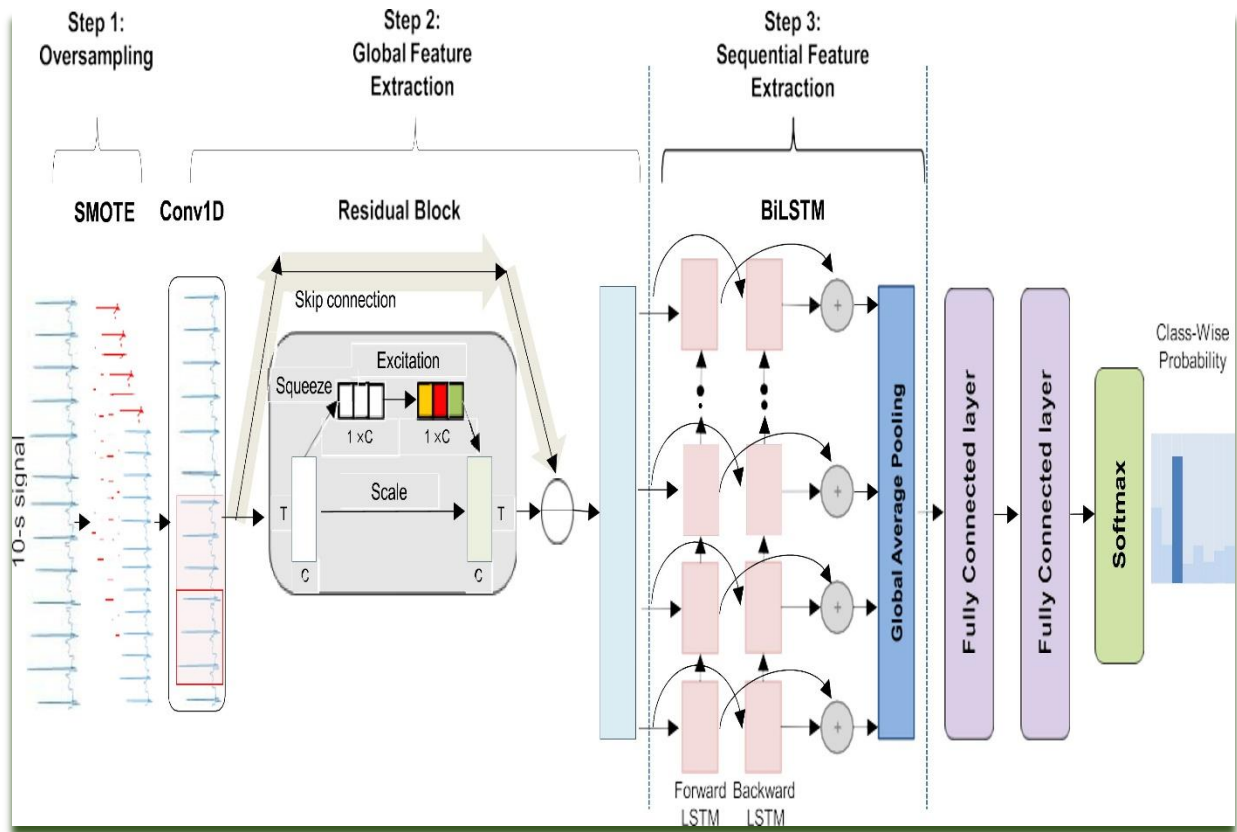 Step 1:
Oversampling
Step 2:
Global Feature
Extraction
Step 3:
Sequential Feature
Extraction
SMOTE
Conv1D
Residual Block
BiLSTM
10-s signal
Skip connection
Squeeze
Excitation
1 ×C
1 ×C
T
Scale
T
C
C
+
+
+
+
Forward
LSTM
Backward
LSTM
Global Average Pooling
Fully Connected layer
Fully Connected layer
Softmax
Class-Wise
Probability